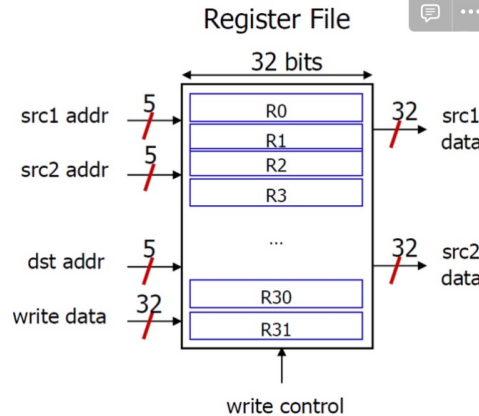 Register File
32 bits
src1 addr
5
R0
32
src1
data
R1
src2 addr
5
R2
R3
...
dst addr
5
32
src2
data
R30
write data
32
R31
write control